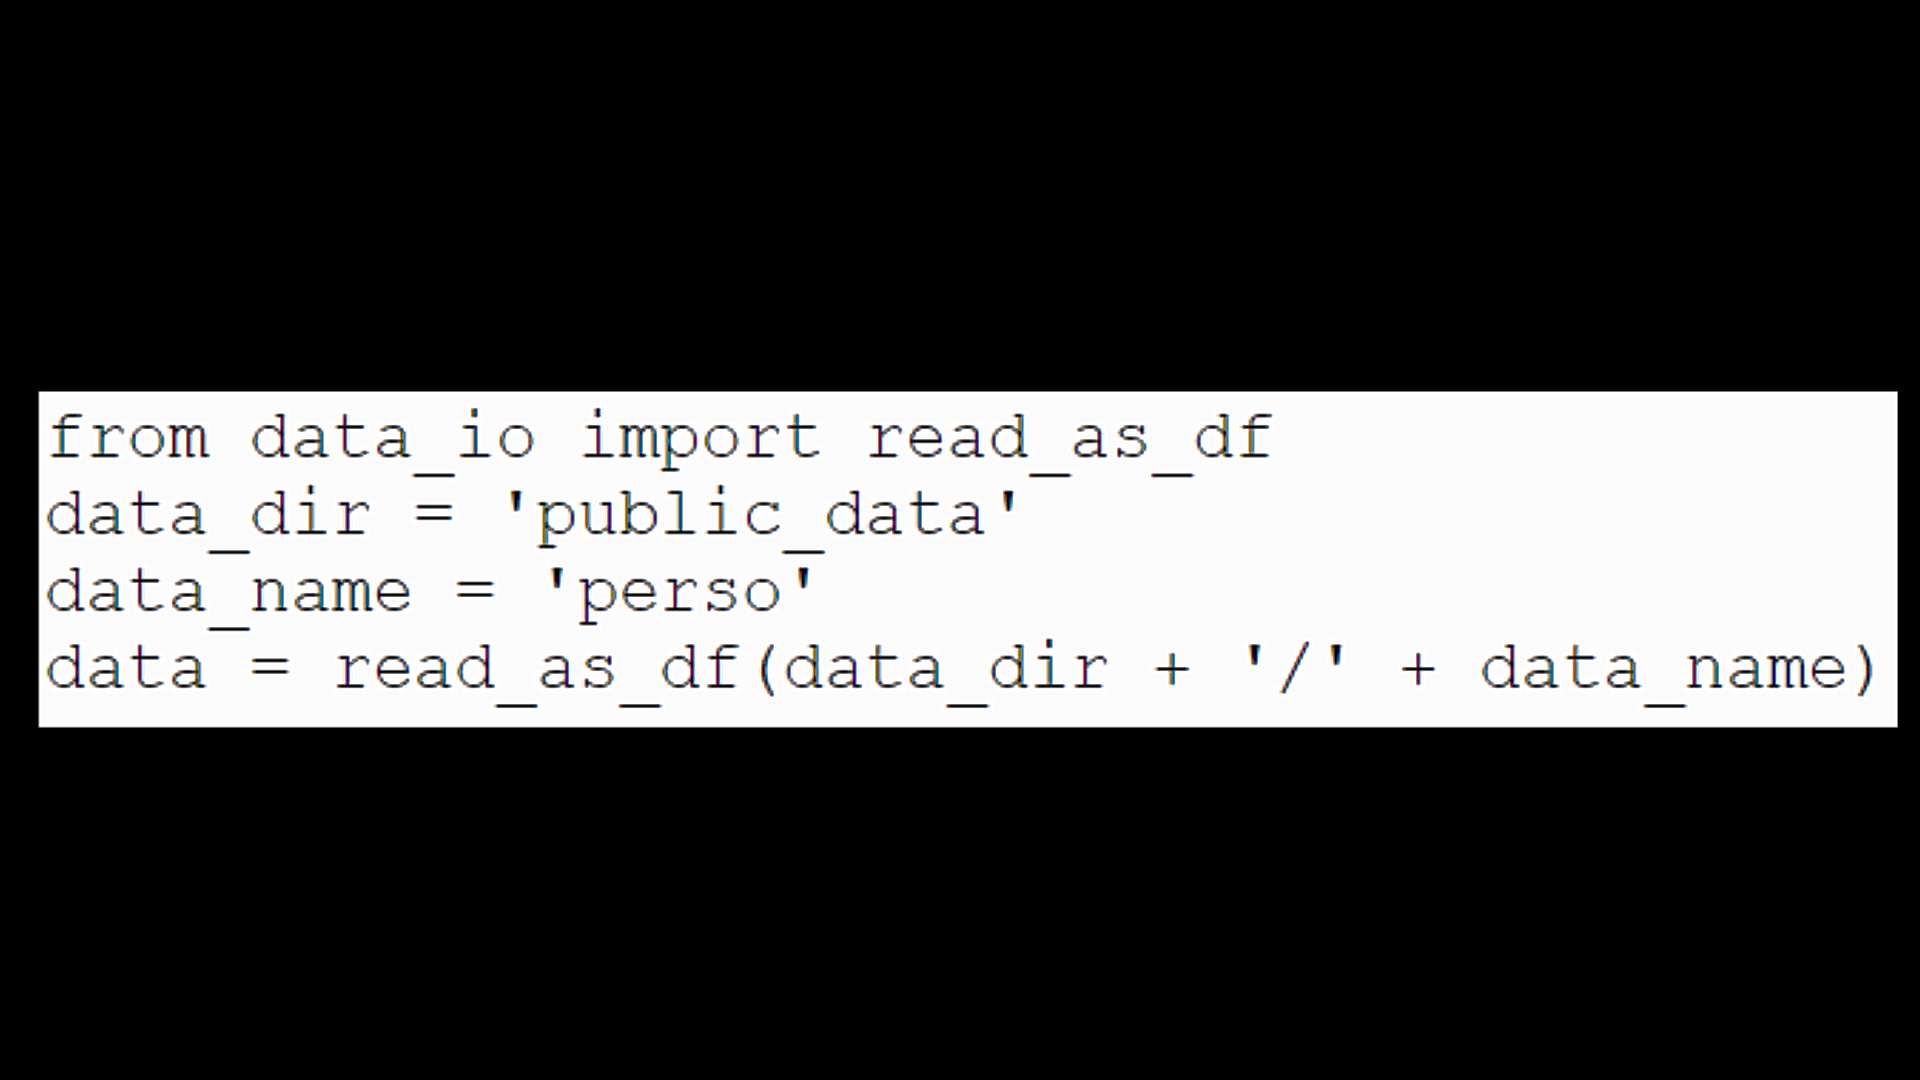 from data_io import read_as_df
data_dir = 'public_data'
data_name = 'perso'
data = read_as_df(data_dir + '/' + data_name)